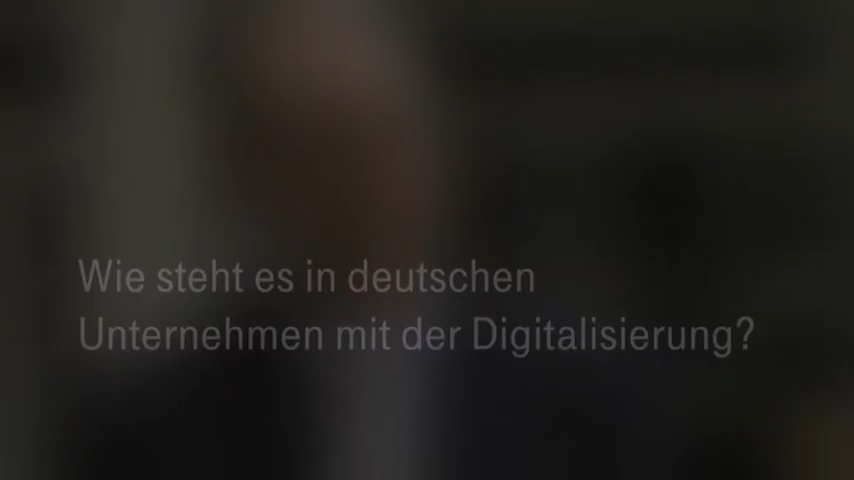 Wie steht es in deutschen
Unternehmen mit der Digitalisierung?